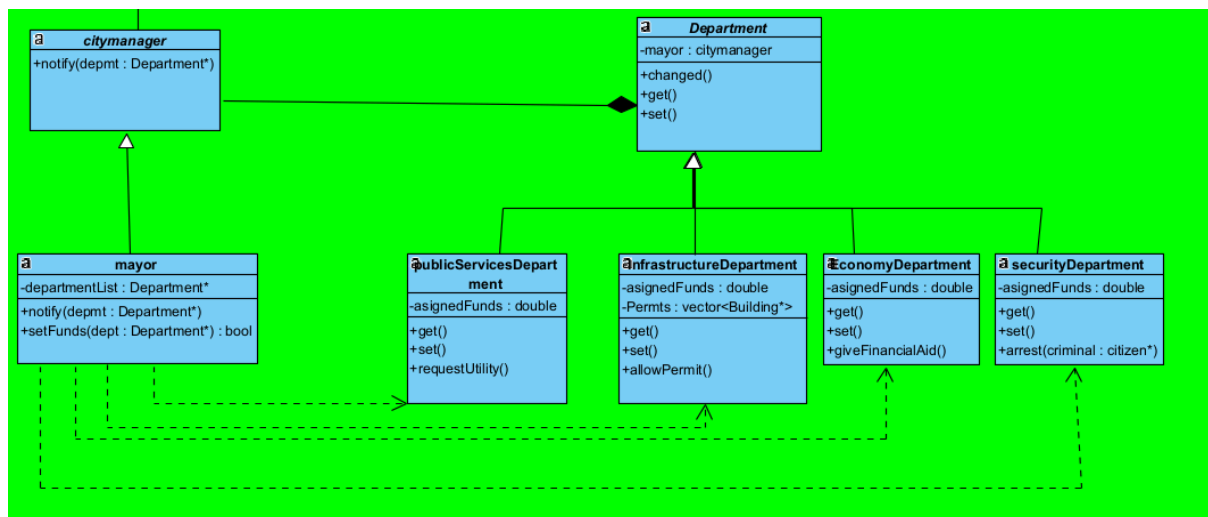 a
citymanager
+notify(depmt : Department*)
a
Department
-mayor : citymanager
+changed()
+get()
+set()
a
mayor
-departmentList : Department*
+notify(depmt : Department*)
+setFunds(dept : Department*) : bool
a
publicServicesDepart
ment
-asignedFunds : double
+get()
+set()
+requestUtility()
a
InfrastructureDepartment
-asignedFunds : double
-Permts : vector<Building*>
+get()
+set()
+allowPermit()
a
EconomyDepartment
-asignedFunds : double
+get()
+set()
+giveFinancialAid()
a
securityDepartment
-asignedFunds : double
+get()
+set()
+arrest(criminal : citizen*)